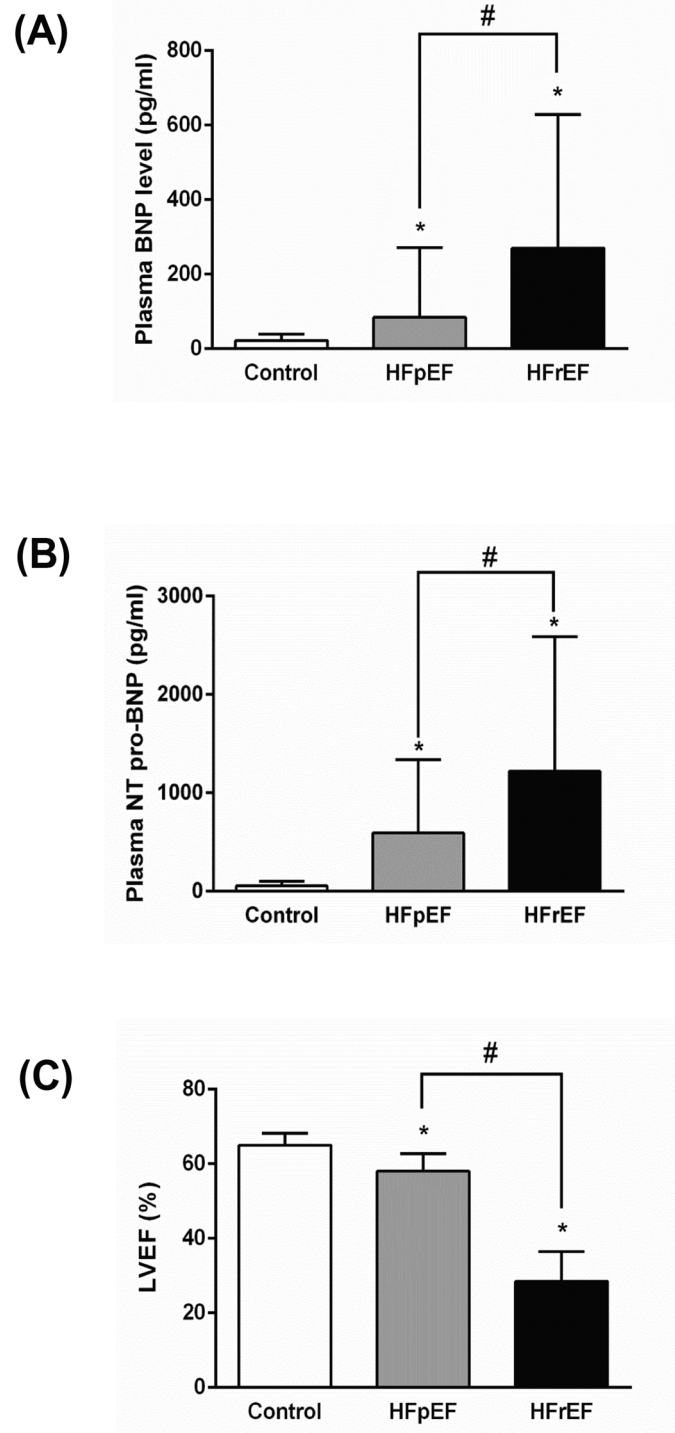 (A)
#
Plasma BNP level (pg/ml)
800
600
400
200
0
*
*
Control HFpEF HFrEF
(B)
#
Plasma NT pro-BNP (pg/ml)
3000
2000
1000
0
*
*
Control HFpEF HFrEF
(C)
#
LVEF (%)
80
60
40
20
0
*
*
Control HFpEF HFrEF